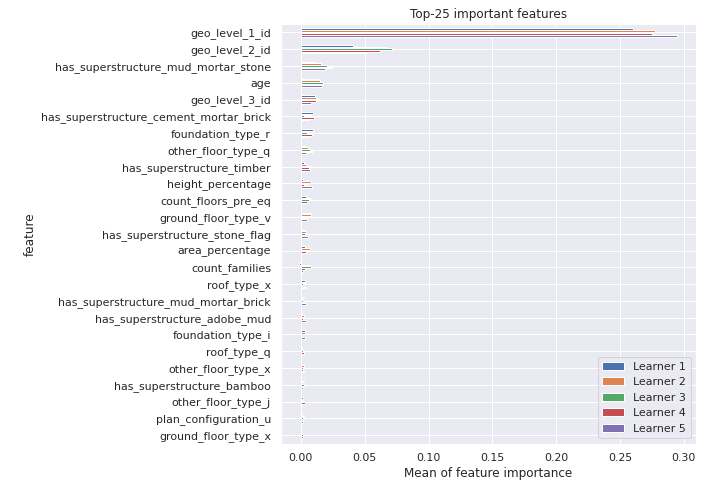 Top-25 important features
geo_level_1_id
geo_level_2_id
has_superstructure_mud_mortar_stone
age
geo_level_3_id
has_superstructure_cement_mortar_brick
foundation_type_r
other_floor_type_q
has_superstructure_timber
height_percentage
count_floors_pre_eq
ground_floor_type_v
has_superstructure_stone_flag
area_percentage
count_families
roof_type_x
has_superstructure_mud_mortar_brick
has_superstructure_adobe_mud
foundation_type_i
roof_type_q
other_floor_type_x
has_superstructure_bamboo
other_floor_type_j
plan_configuration_u
ground_floor_type_x
feature
Learner 1
Learner 2
Learner 3
Learner 4
Learner 5
0.00 0.05 0.10 0.15 0.20 0.25 0.30
Mean of feature importance